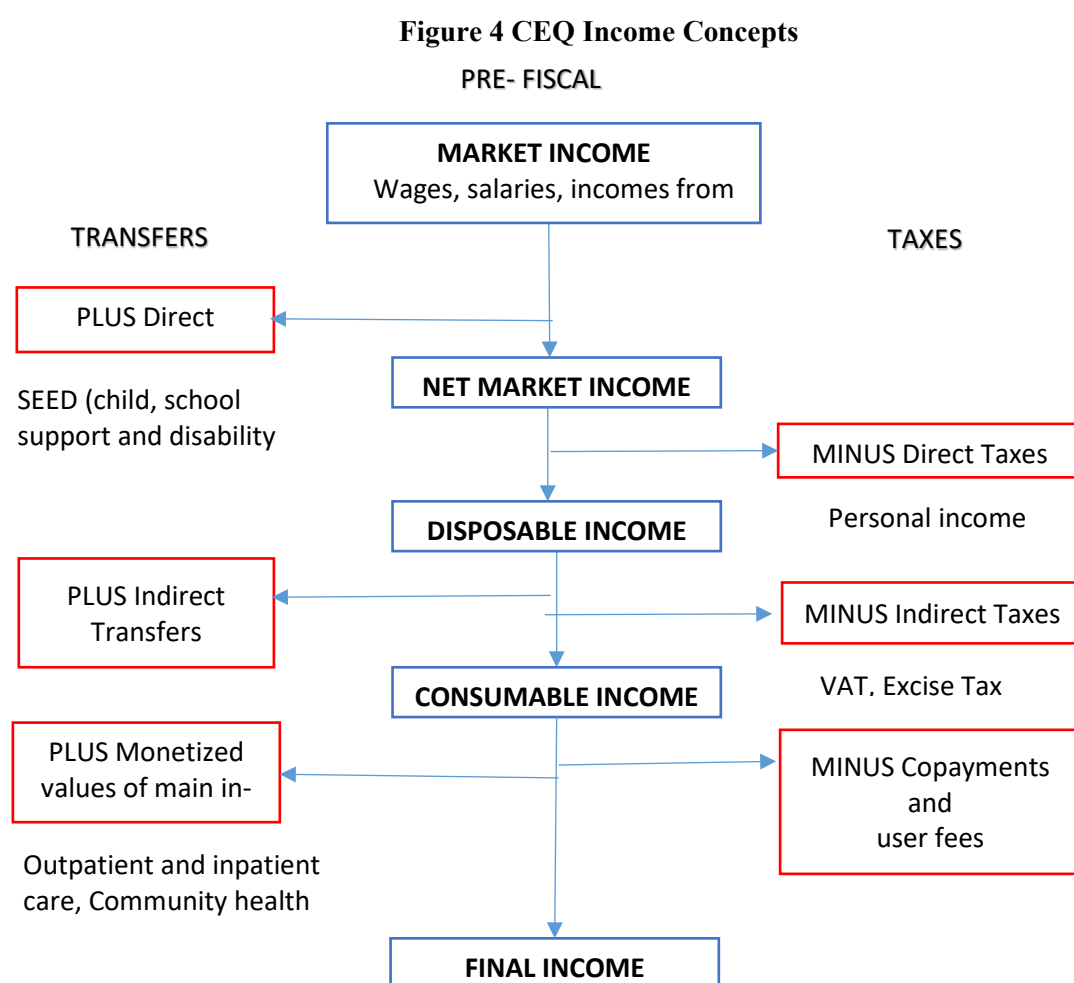 Figure 4 CEQ Income Concepts
PRE- FISCAL
MARKET INCOME
Wages, salaries, incomes from
TRANSFERS
TAXES
PLUS Direct
NET MARKET INCOME
SEED (child, school
support and disability
MINUS Direct Taxes
Personal income
DISPOSABLE INCOME
PLUS Indirect
Transfers
MINUS Indirect Taxes
CONSUMABLE INCOME
VAT, Excise Tax
PLUS Monetized
values of main in-
MINUS Copayments
and
user fees
Outpatient and inpatient
care, Community health
FINAL INCOME